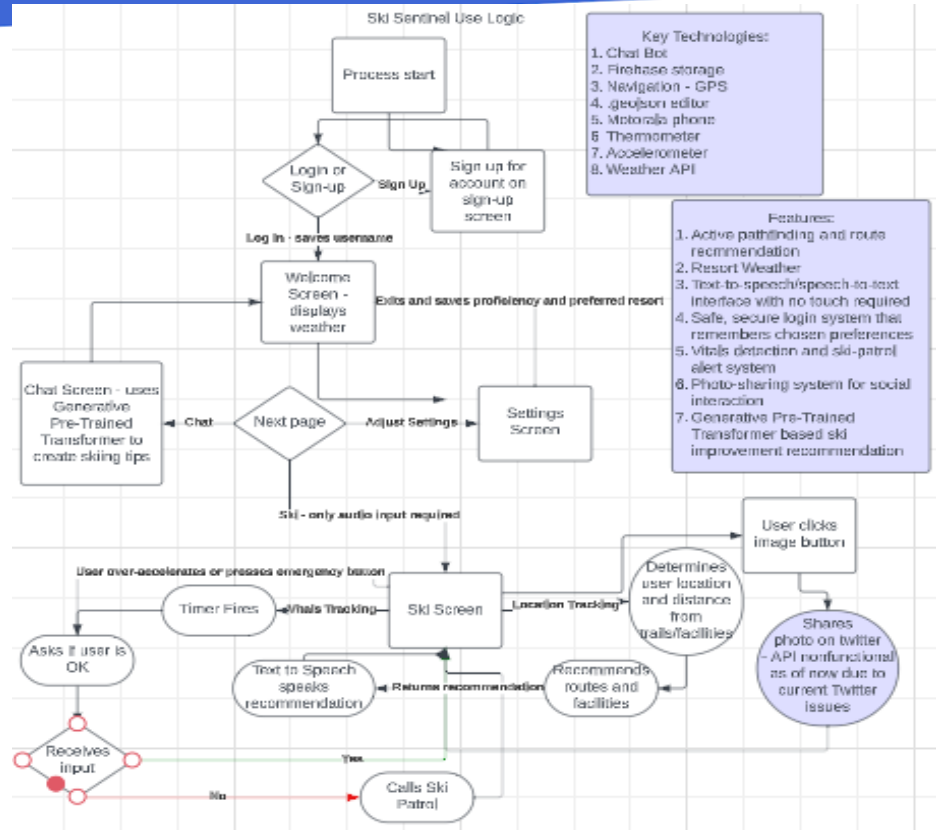 Ski Sentinel Use Logic
Process start
Key Technologies:
1. Chat Bot
2. Firebase storage
3. Navigation - GPS
4. .geojson editor
5. Motorala phone
6 Thermometer
7. Accelerometer
8. Weather API
Login or
Sign-up
Sign Up
Sign up for
account on
sign-up
screen
Log in - saves username
Features:
1. Active pathfinding and route
recmmendation
2. Resort Weather
3. Text-to-speech/speech-to-text
interface with no touch required
4. Safe, secure login system that
remembers chosen preferences
5. Vitals detection and ski-patrol
alert system
6. Photo-sharing system for social
interaction
7. Generative Pre-Trained
Transformer based ski
improvement recommendation
Welcome
Screen -
displays
weather
Exits and saves proficiency and preferred resort
Chat Screen - uses
Generative
Pre-Trained
Transformer to
create skiing tips
Chat
Next page
Adjust Settings
Settings
Screen
Ski - only audio input required
User clicks
image button
User over-accelerates or presses emergency button
Timer Fires
Vitals Tracking
Ski Screen
Location Tracking
Determines
user location
and distance
from
trails/facilities
Asks if user is
OK
Text to Speech
speaks
recommendation
Returns recommendation
Recommends
routes and
facilities
Shares
photo on twitter
- API nonfunctional
as of now due to
current Twitter
issues
Receives
input
Yes
No
Calls Ski
Patrol